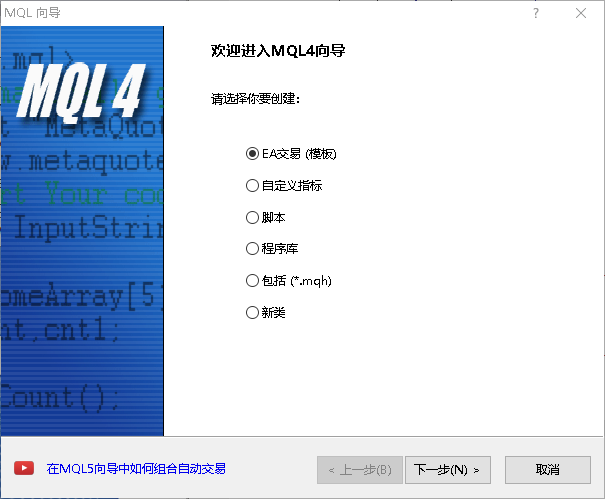 MQL 向导
欢迎进入MQL4向导
请选择你要创建:
EA交易 (模板)
自定义指标
脚本
程序库
包括 (*.mqh)
新类
.mql>
MQL 4
MetaQuot
w.metaquote
rt Your cod
InputStrin
omeArray[5]
nt,cnt1;
Count();
在MQL5向导中如何组合自动交易
< 上一步(B)
下一步(N) >
取消